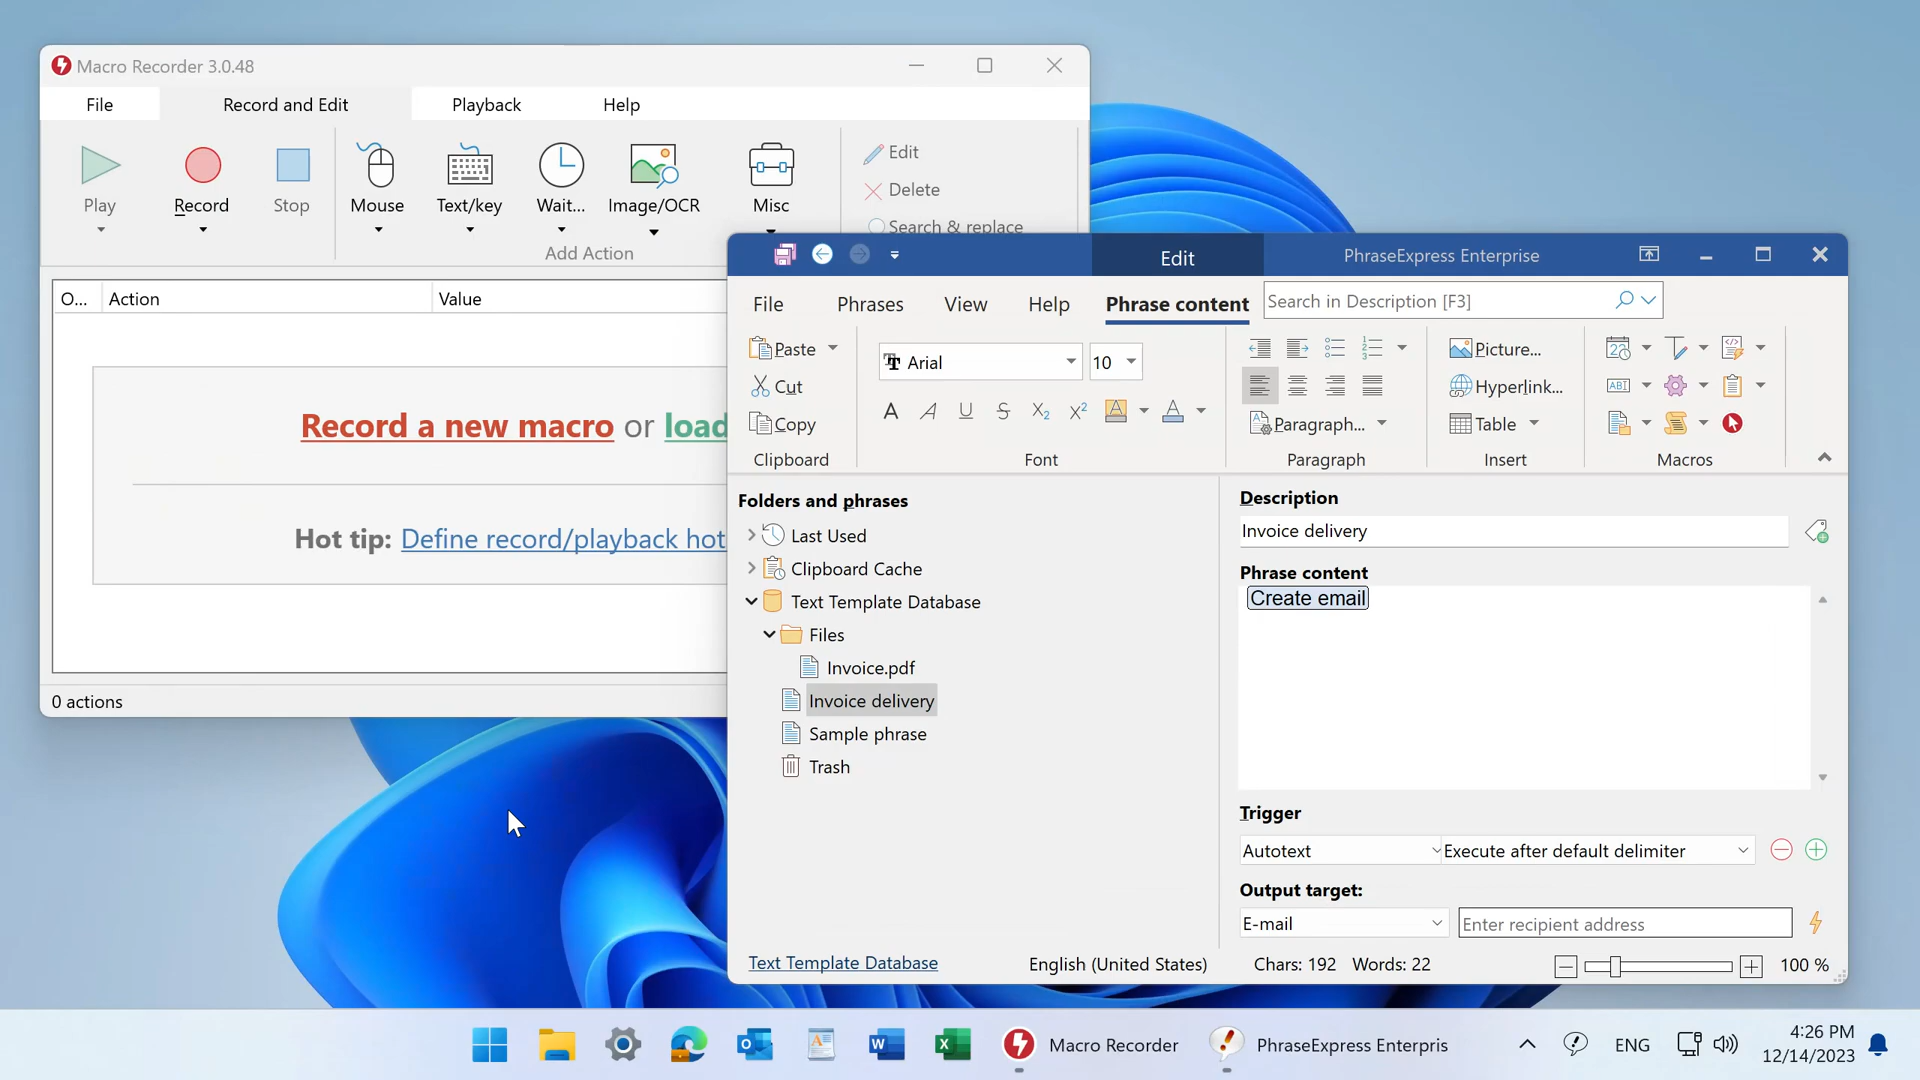 Macro Recorder 3.0.48
File
Record and Edit
Playback
Help
Play
Record
Stop
Mouse
Text/key
Wait...
Image/OCR
Misc
Edit
Delete
Search & replace
Add Action
O...
Action
Value
Record a new macro or load
Hot tip: Define record/playback hot
0 actions
Edit
PhraseExpress Enterprise
File
Phrases
View
Help
Phrase content
Search in Description [F3]
Paste
Cut
Copy
Clipboard
Arial
10
Font
Paragraph...
Paragraph
Picture...
Hyperlink...
Table
Insert
Macros
Folders and phrases
Last Used
Clipboard Cache
Text Template Database
Files
Invoice.pdf
Invoice delivery
Sample phrase
Trash
Description
Invoice delivery
Phrase content
Create email
Trigger
Autotext
Execute after default delimiter
Output target:
E-mail
Enter recipient address
Text Template Database
English (United States)
Chars: 192
Words: 22
100 %
Macro Recorder
PhraseExpress Enterpris
ENG
4:26 PM
12/14/2023